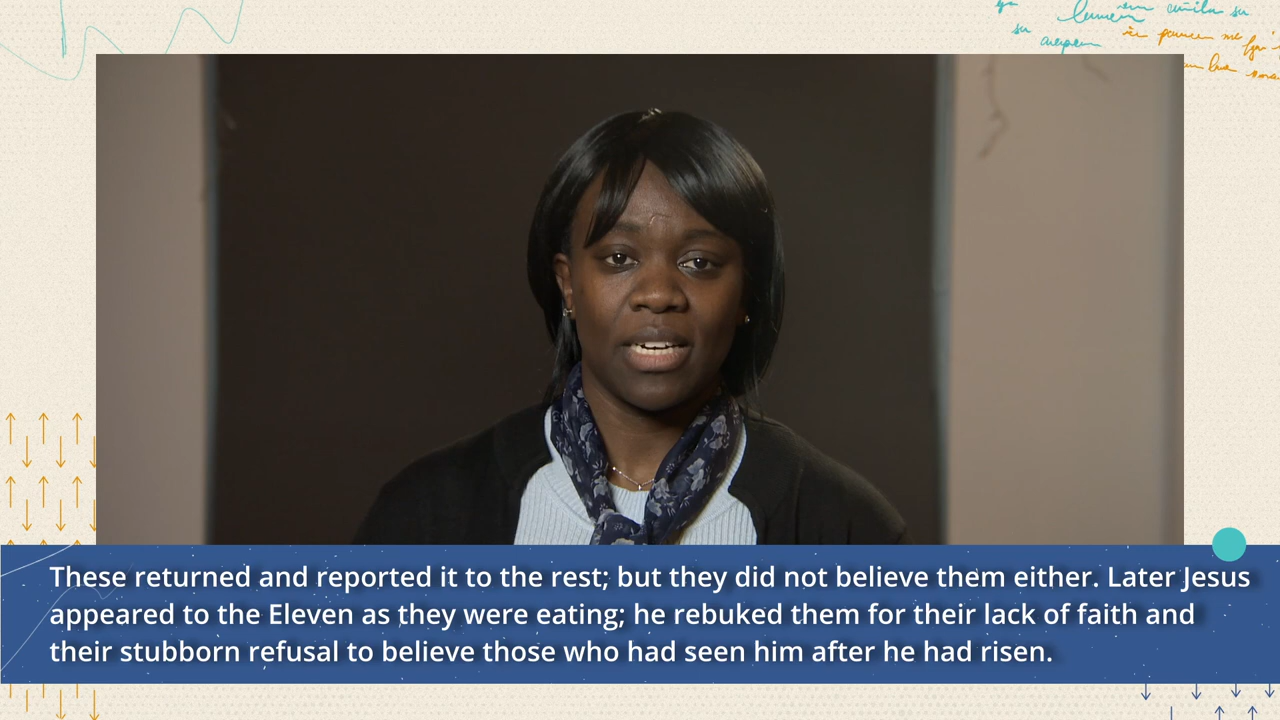 These returned and reported it to the rest; but they did not believe them either. Later Jesus
appeared to the Eleven as they were eating; he rebuked them for their lack of faith and
their stubborn refusal to believe those who had seen him after he had risen.